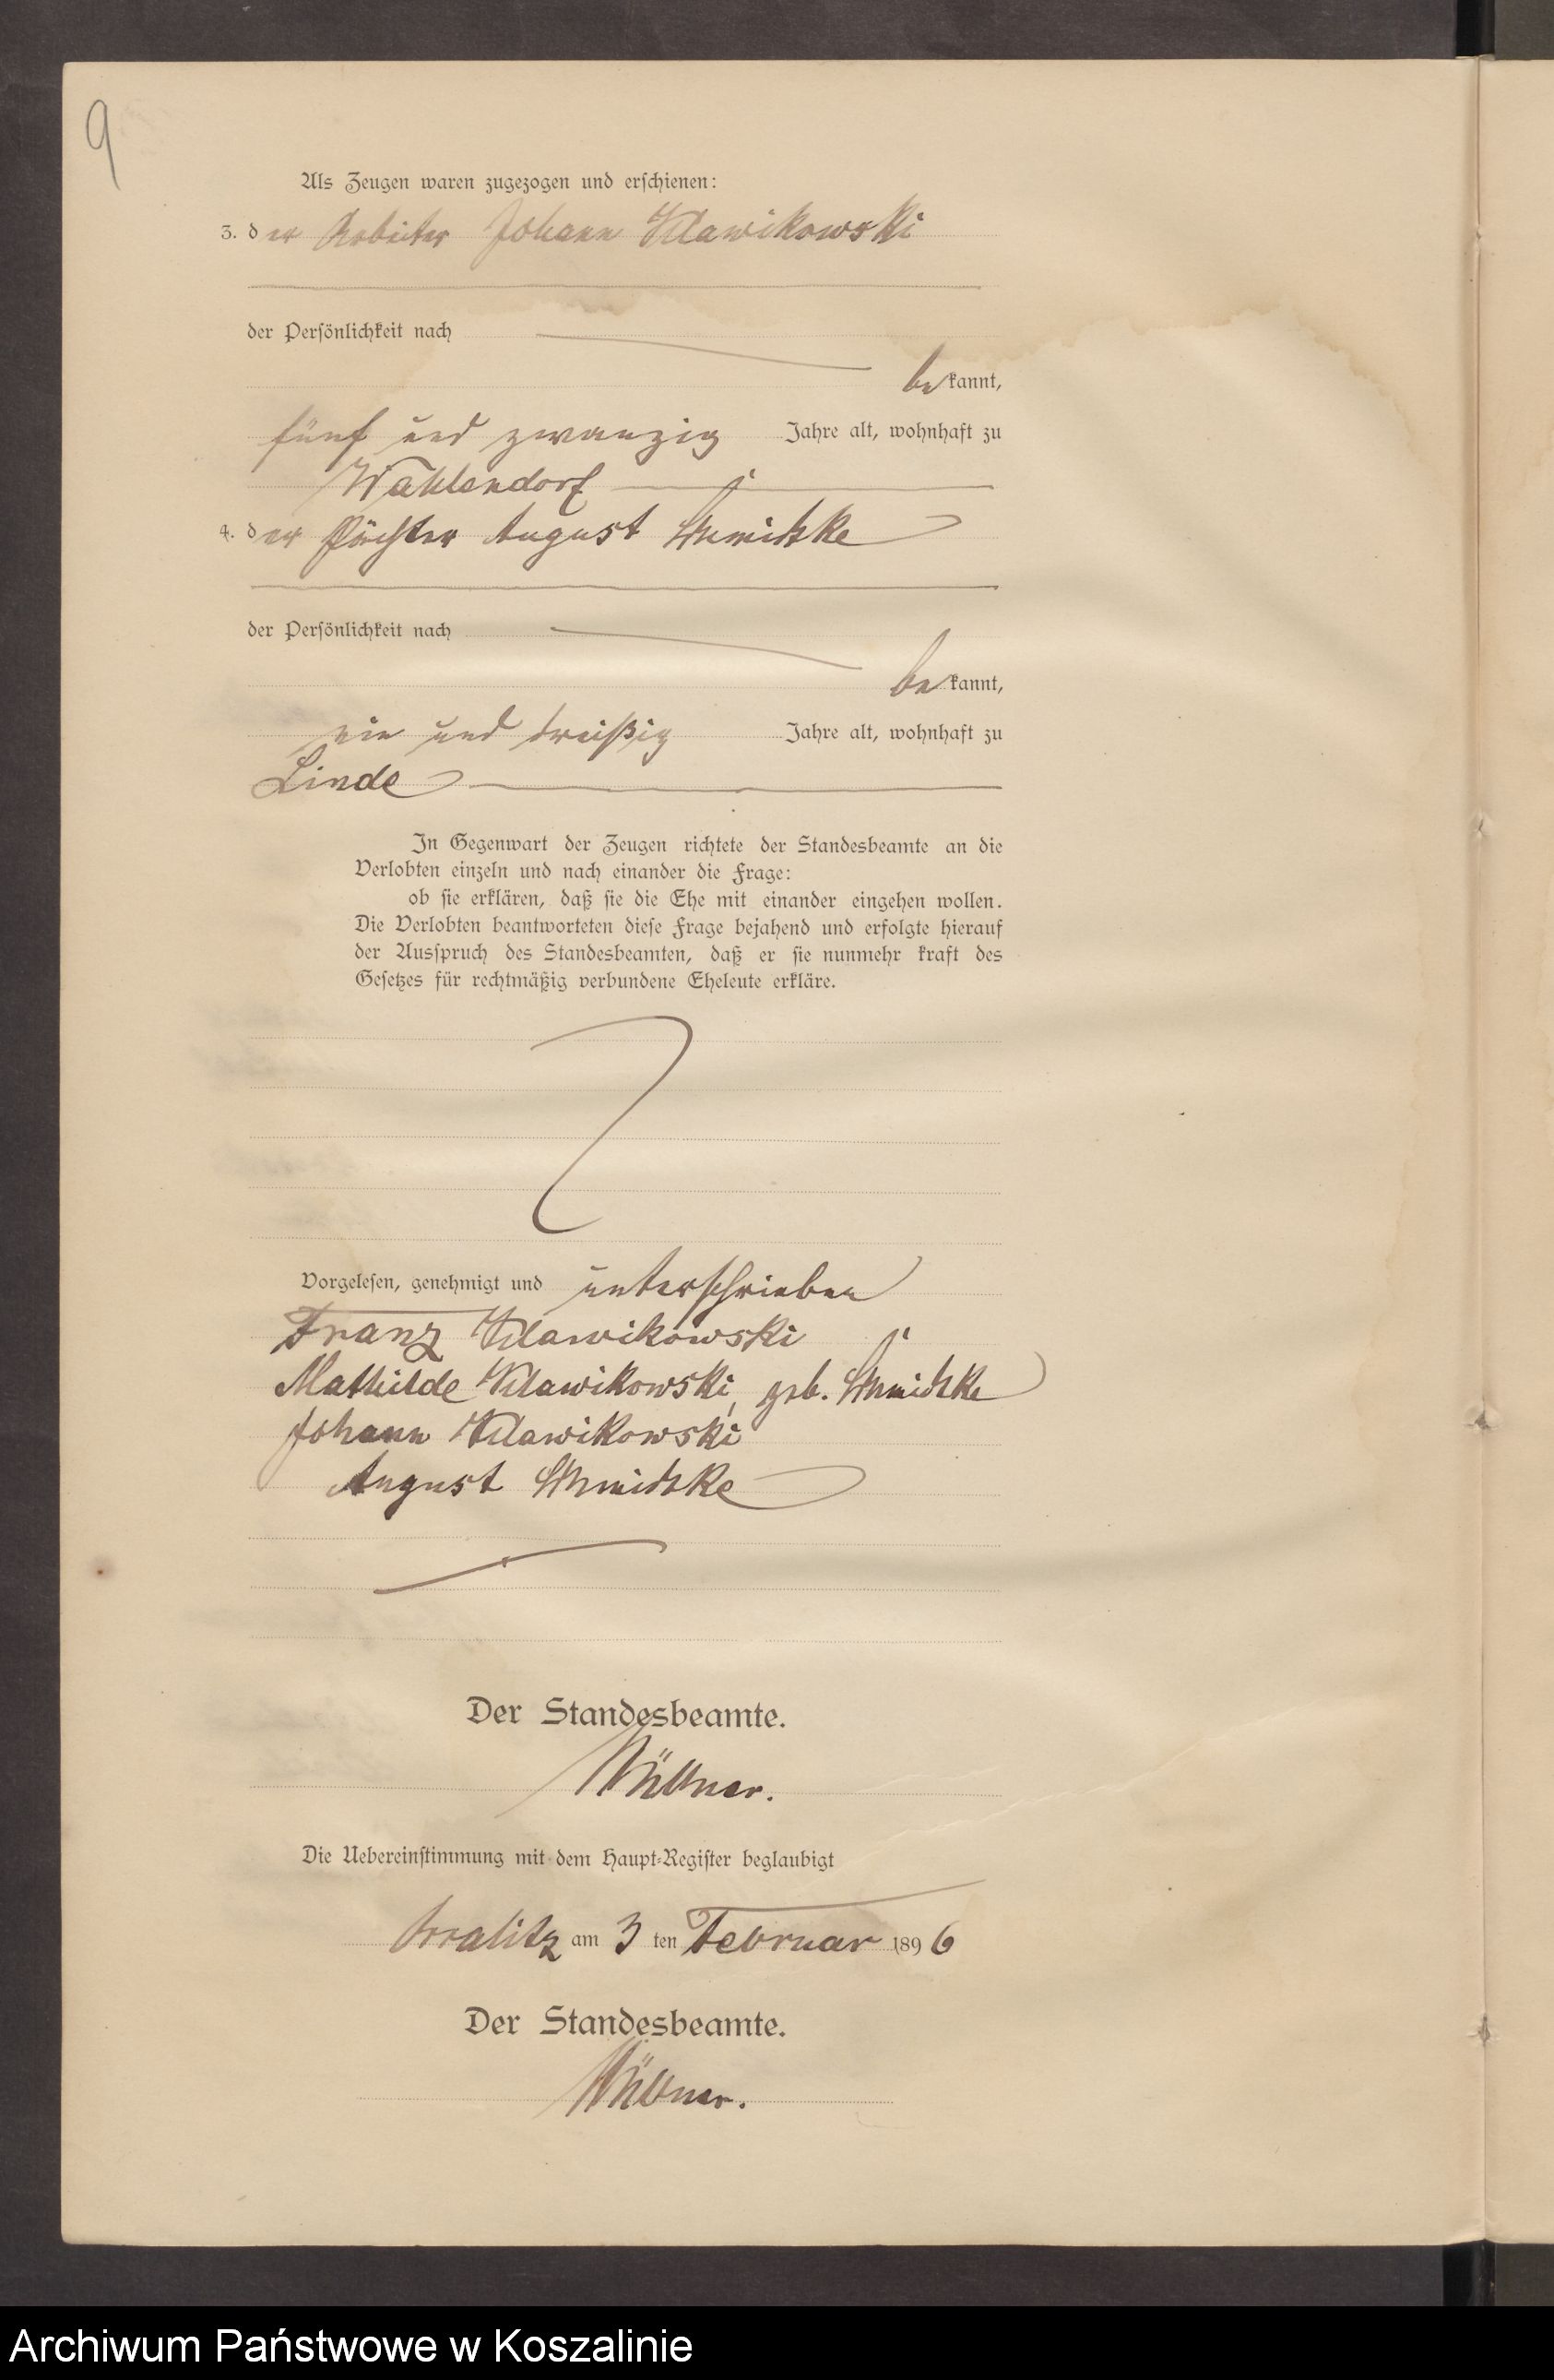 9
Als Zeugen waren zugezogen und erschienen:
3. der Arbeiter Johann Klawikowski
der Persönlichkeit nach
bekannt,
fünf und zwanzig Jahre alt, wohnhaft zu
Wahlendorf
4. der Pächter August Schmidtke
der Persönlichkeit nach
bekannt,
ein und dreißig Jahre alt, wohnhaft zu
Linde
In Gegenwart der Zeugen richtete der Standesbeamte an die
Verlobten einzeln und nach einander die Frage:
ob sie erklären, daß sie die Ehe mit einander eingehen wollen.
Die Verlobten beantworteten diese Frage bejahend und erfolgte hierauf
der Ausspruch des Standesbeamten, daß er sie nunmehr kraft des
Gesetzes für rechtmäßig verbundene Eheleute erkläre.
Vorgelesen, genehmigt und unterschrieben
Franz Klawikowski
Mathilde Klawikowski, geb. Schmidtke
Johann Klawikowski
August Schmidtke
Der Standesbeamte.
Die Uebereinstimmung mit dem Haupt-Register beglaubigt
am 3 ten Februar 1896
Der Standesbeamte.
Archiwum Państwowe w Koszalinie